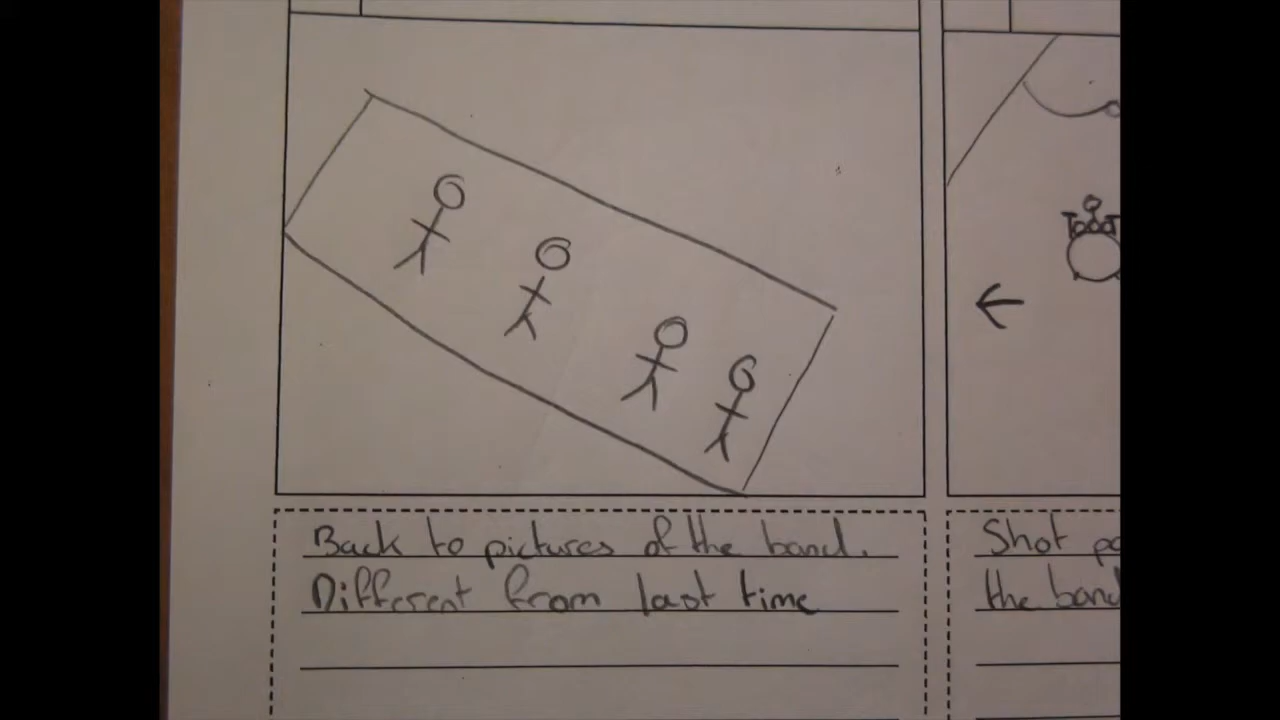 Back to pictures of the band.
Different from last time
Shot
the band